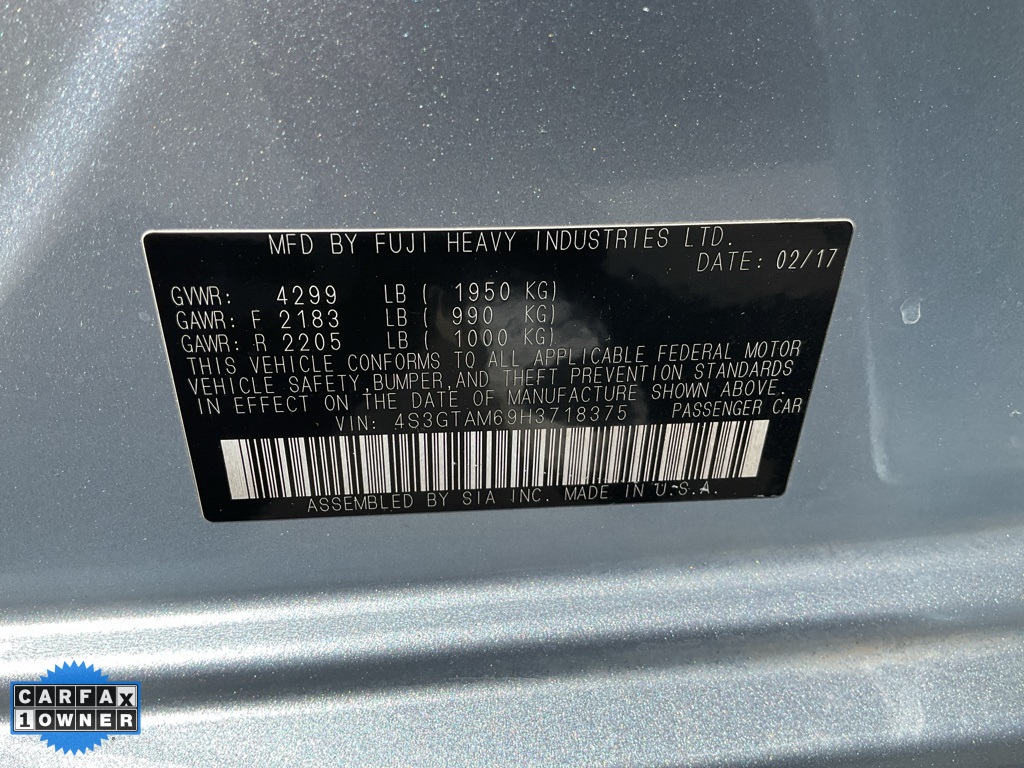 MFD BY FUJI HEAVY INDUSTRIES LTD.
DATE: 02/17
GVWR: 4299 LB ( 1950 KG)
GAWR: F 2183 LB ( 990 KG)
GAWR: R 2205 LB ( 1000 KG)
THIS VEHICLE CONFORMS TO ALL APPLICABLE FEDERAL MOTOR
VEHICLE SAFETY, BUMPER, AND THEFT PREVENTION STANDARDS
IN EFFECT ON THE DATE OF MANUFACTURE SHOWN ABOVE.
VIN: 4S3GTAM69H3718375 PASSENGER CAR
ASSEMBLED BY SIA INC. MADE IN U.S.A.
CARFAX
1 OWNER